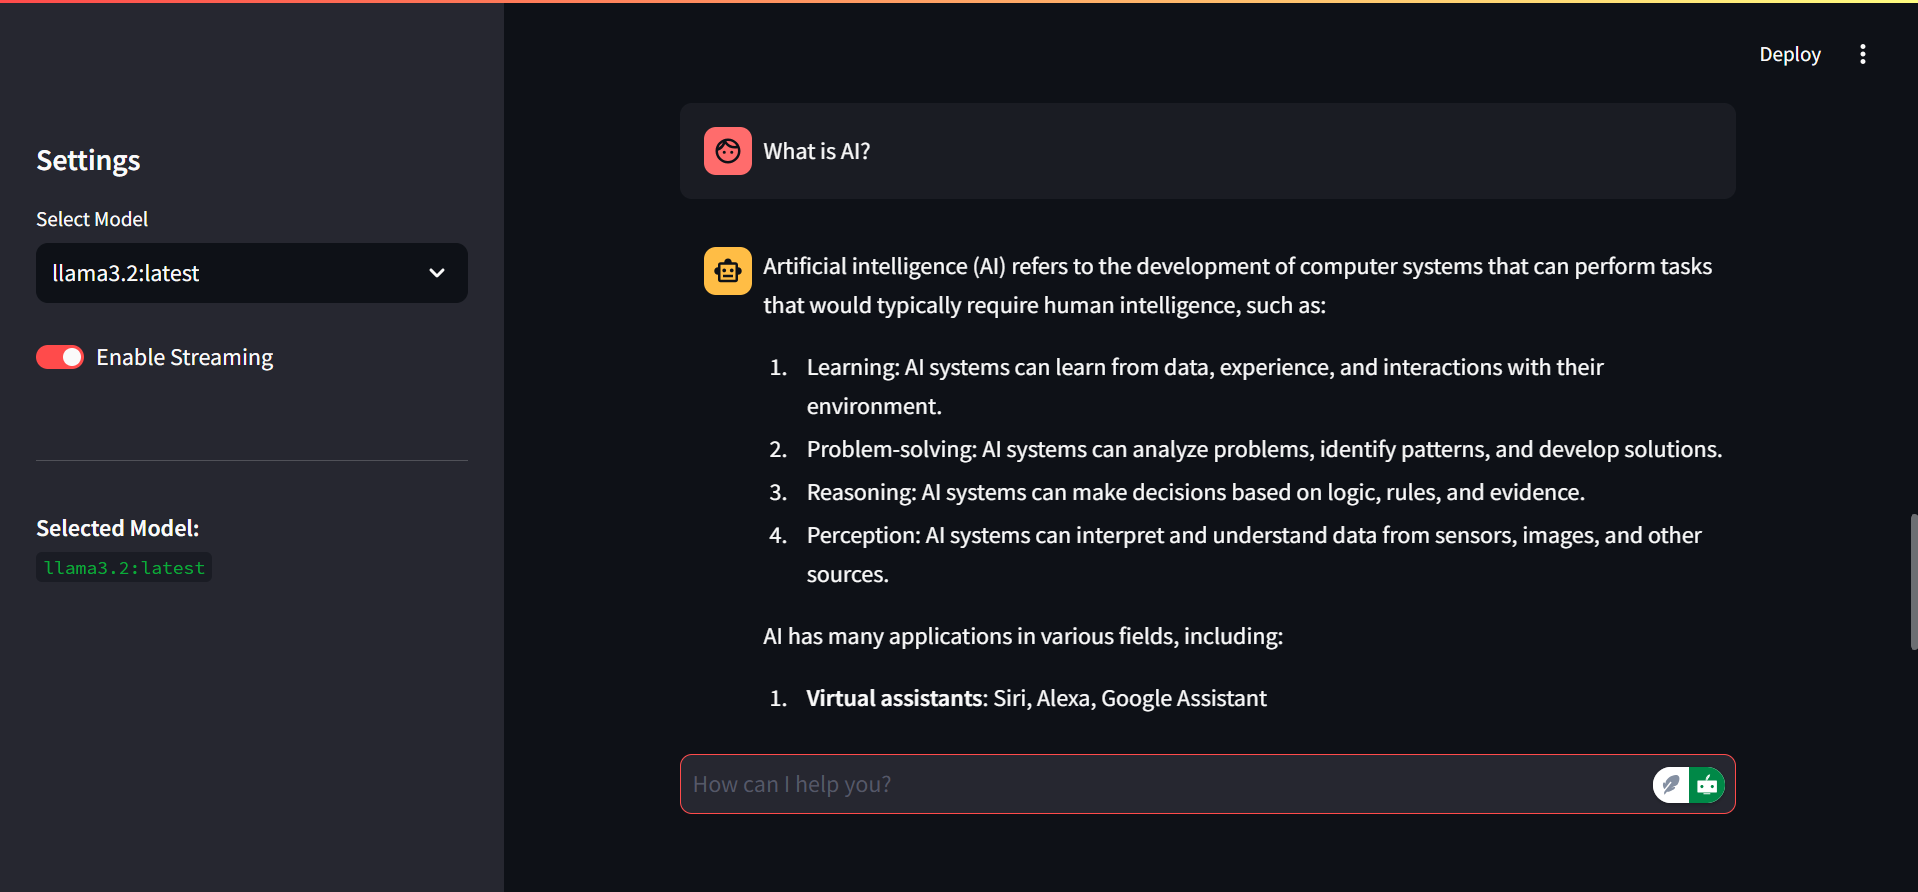 Deploy
Settings
Select Model
llama3.2:latest
Enable Streaming
Selected Model:
llama3.2:latest
What is AI?
Artificial intelligence (AI) refers to the development of computer systems that can perform tasks
that would typically require human intelligence, such as:
1. Learning: AI systems can learn from data, experience, and interactions with their
environment.
2. Problem-solving: AI systems can analyze problems, identify patterns, and develop solutions.
3. Reasoning: AI systems can make decisions based on logic, rules, and evidence.
4. Perception: AI systems can interpret and understand data from sensors, images, and other
sources.
AI has many applications in various fields, including:
1. Virtual assistants: Siri, Alexa, Google Assistant
How can I help you?